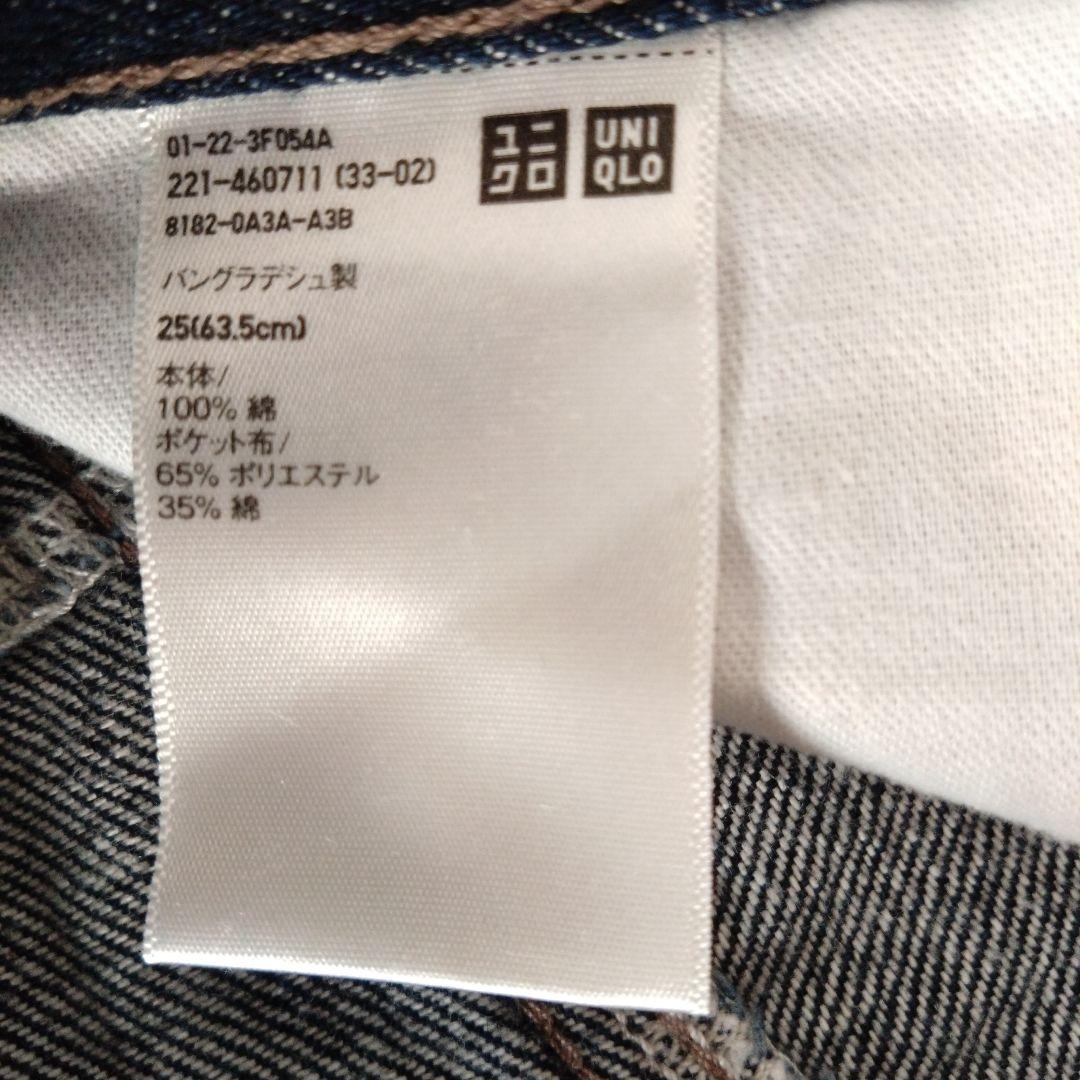 01-22-3F054A
221-460711 (33-02)
8182-0A3A-A3B
ユニクロ
UNIQLO
バングラデシュ製
25(63.5cm)
本体/
100% 綿
ポケット布/
65% ポリエステル
35% 綿